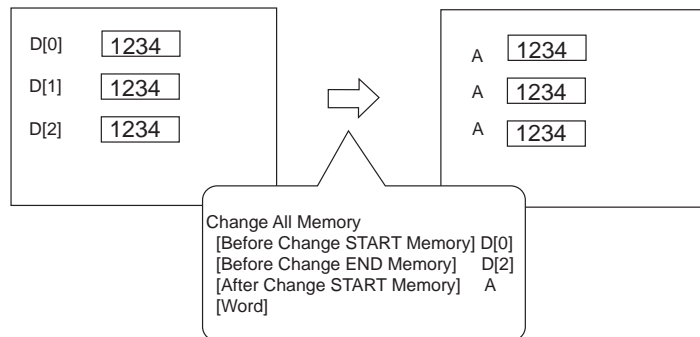 D[0] 1234
D[1] 1234
D[2] 1234
A 1234
A 1234
A 1234
Change All Memory
[Before Change START Memory] D[0]
[Before Change END Memory] D[2]
[After Change START Memory] A
[Word]